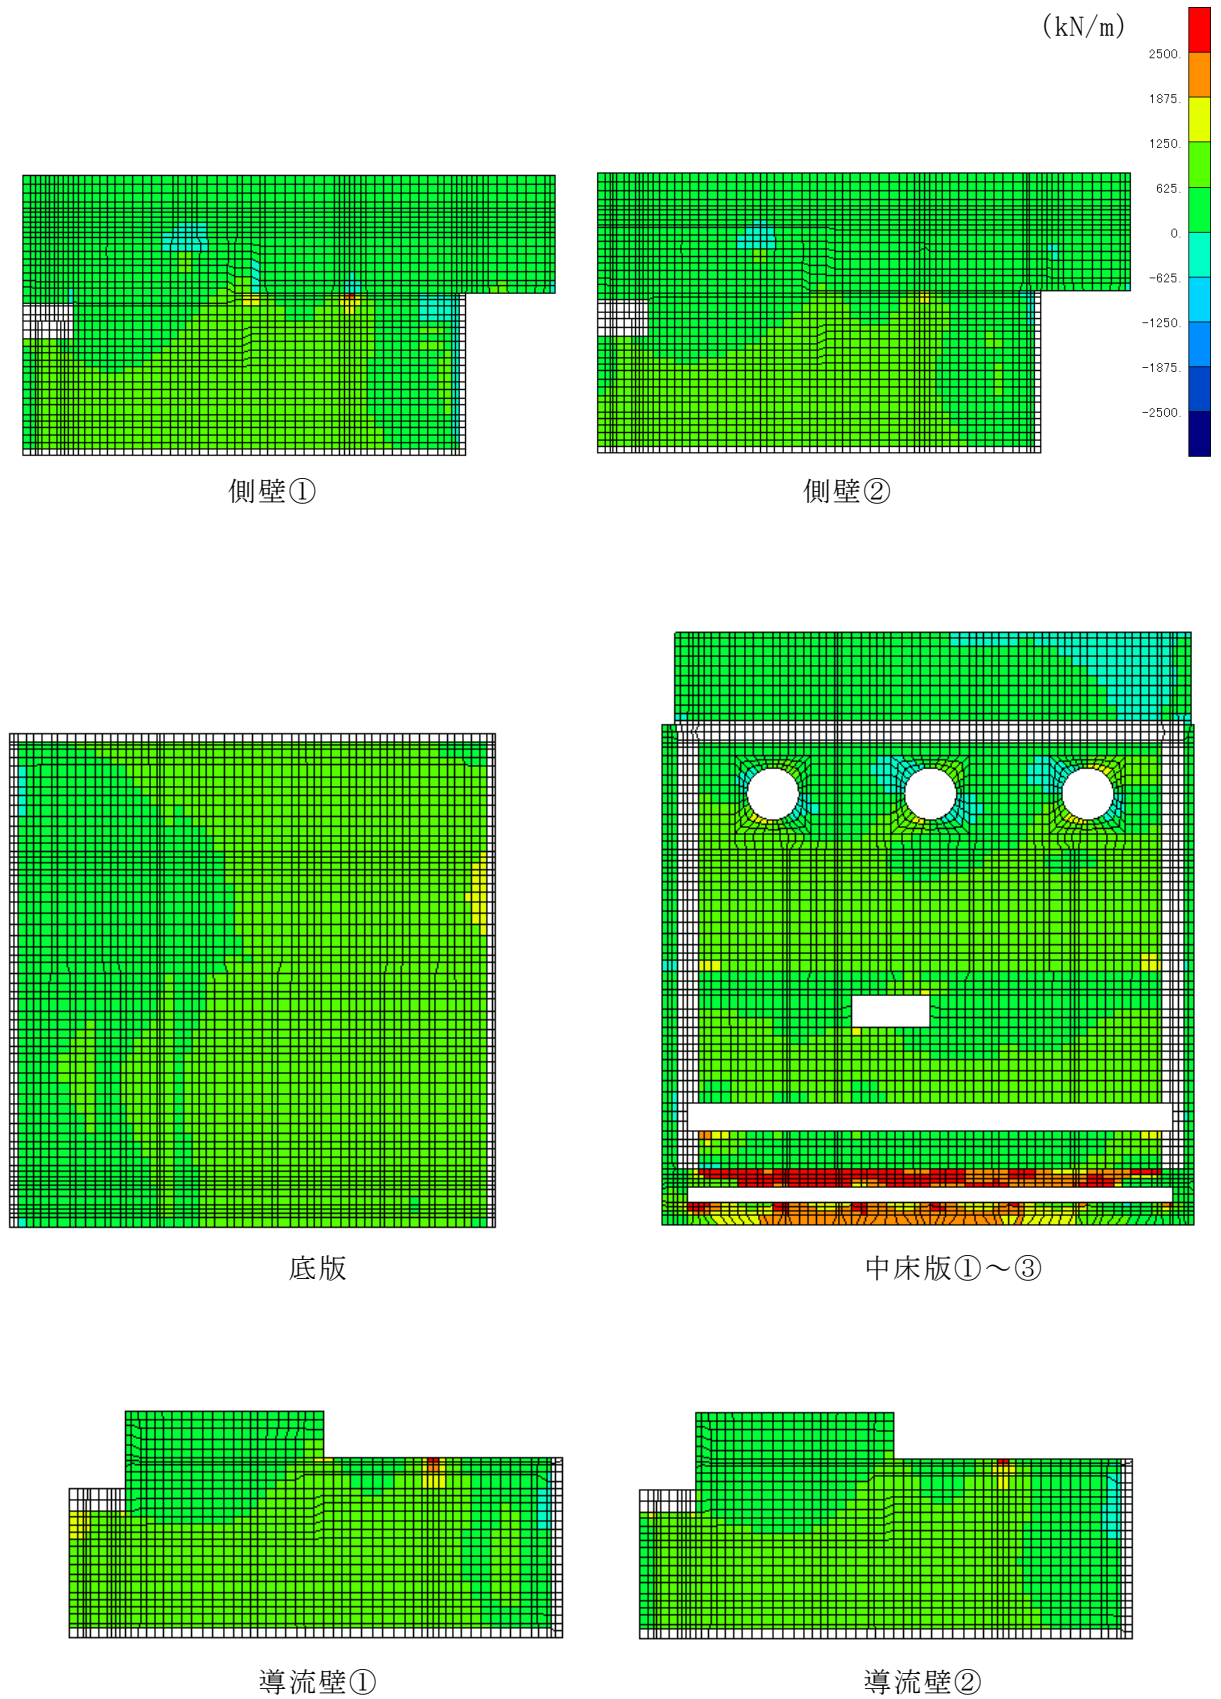 (kN/m)
2500.
1875.
1250.
625.
0.
-625.
-1250.
-1875.
-2500.
側壁①
側壁②
底版
中床版①～③
導流壁①
導流壁②